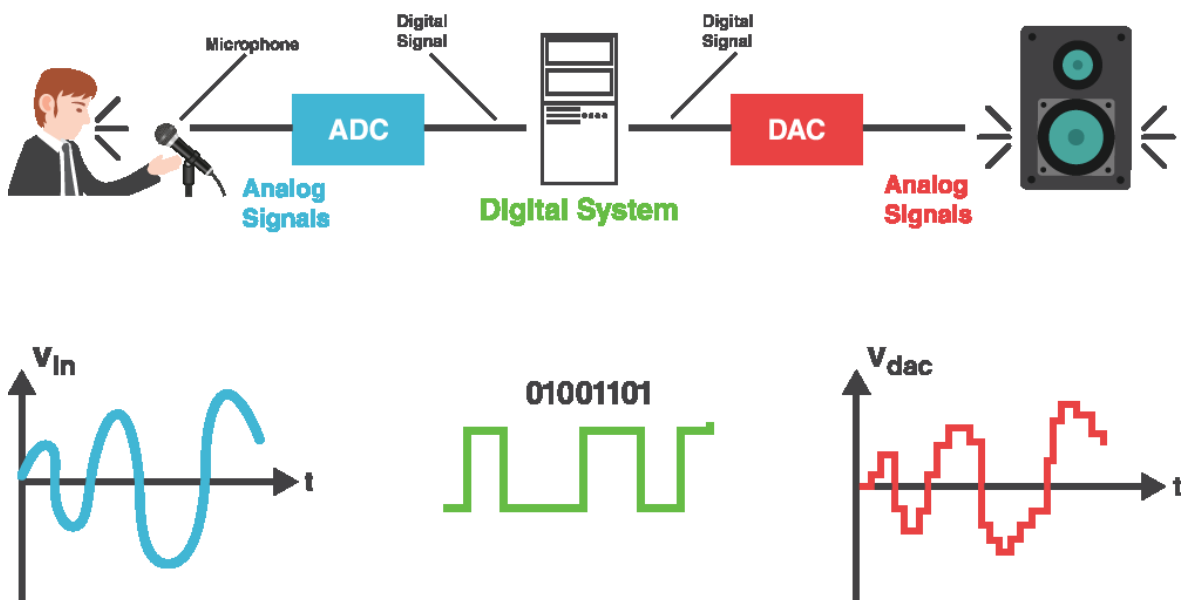 Microphone
Digital
Signal
Digital
Signal
ADC
DAC
Analog
Signals
Digital System
Analog
Signals
Vin
t
01001101
Vdac
t